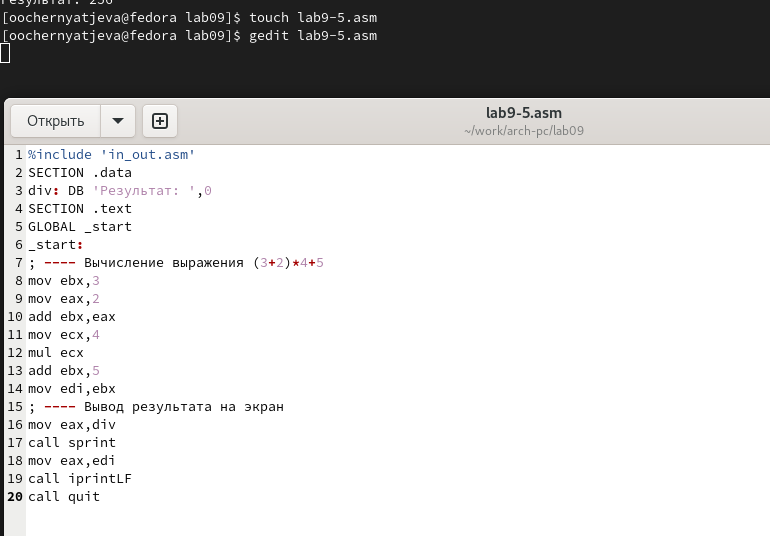 Результат: 250
[oochernyatjeva@fedora lab09]$ touch lab9-5.asm
[oochernyatjeva@fedora lab09]$ gedit lab9-5.asm
Открыть
lab9-5.asm
~/work/arch-pc/lab09
1 %include 'in_out.asm'
2 SECTION .data
3 div: DB 'Результат: ',0
4 SECTION .text
5 GLOBAL _start
6 _start:
7 ; ---- Вычисление выражения (3+2)*4+5
8 mov ebx,3
9 mov eax,2
10 add ebx,eax
11 mov ecx,4
12 mul ecx
13 add ebx,5
14 mov edi,ebx
15 ; ---- Вывод результата на экран
16 mov eax,div
17 call sprint
18 mov eax,edi
19 call iprintLF
20 call quit